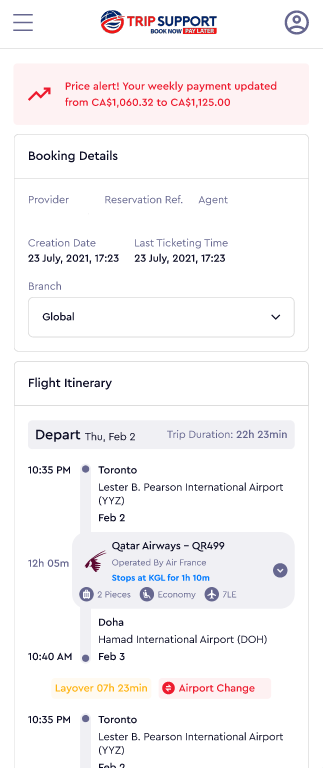 TRIP SUPPORT
BOOK NOW PAY LATER
Price alert! Your weekly payment updated
from CA$1,060.32 to CA$1,125.00
Booking Details
Provider Reservation Ref. Agent
Creation Date Last Ticketing Time
23 July, 2021, 17:23 23 July, 2021, 17:23
Branch
Global
Flight Itinerary
Depart Thu, Feb 2 Trip Duration: 22h 23min
10:35 PM Toronto
Lester B. Pearson International Airport
(YYZ)
Feb 2
Qatar Airways - QR499
Operated By Air France
12h 05m
Stops at KGL for 1h 10m
2 Pieces Economy 7LE
Doha
Hamad International Airport (DOH)
10:40 AM Feb 3
Layover 07h 23min Airport Change
10:35 PM Toronto
Lester B. Pearson International Airport
(YYZ)
Feb 2